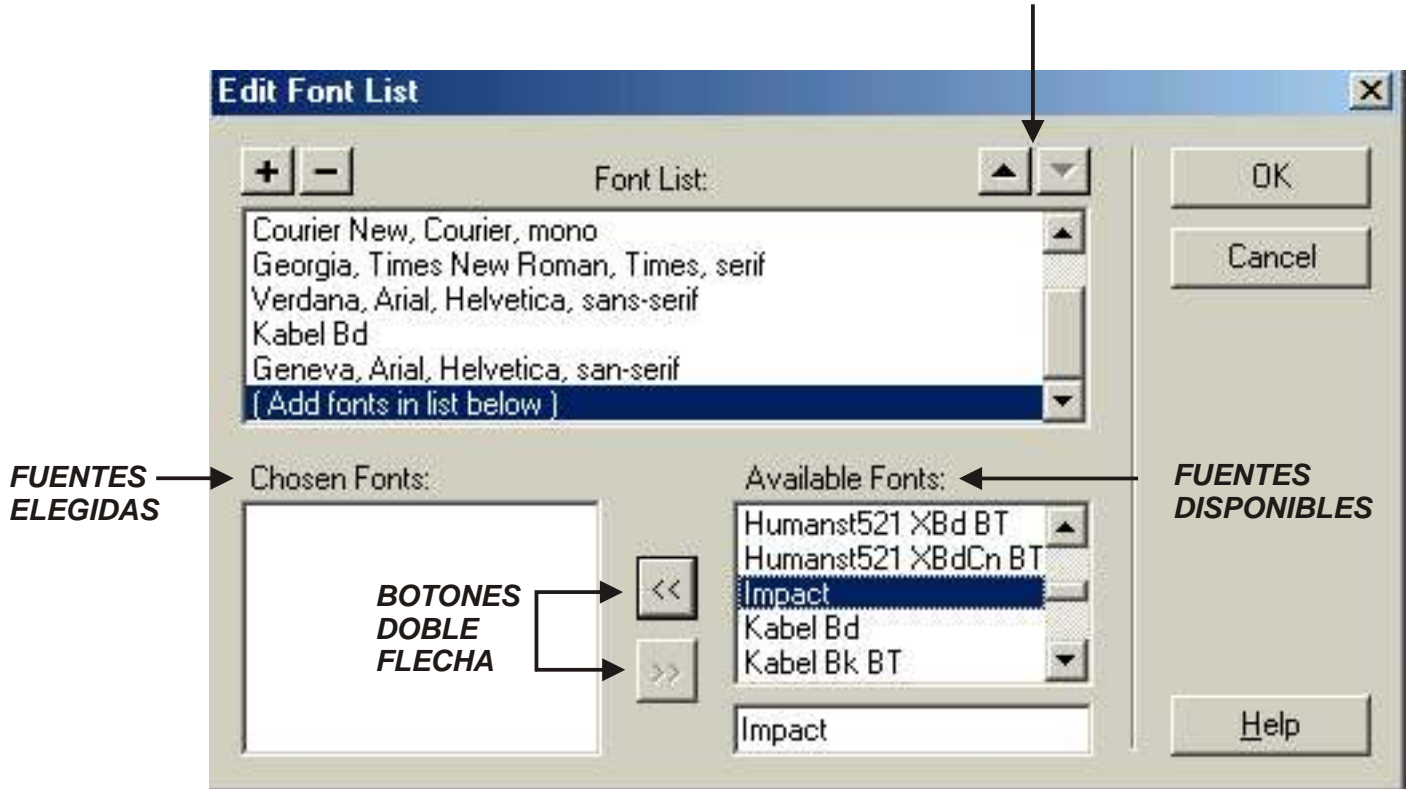 Edit Font List
+ - Font List:
OK
Courier New, Courier, mono
Georgia, Times New Roman, Times, serif
Verdana, Arial, Helvetica, sans-serif
Kabel Bd
Geneva, Arial, Helvetica, san-serif
( Add fonts in list below )
Cancel
FUENTES
ELEGIDAS
Chosen Fonts:
Available Fonts:
FUENTES
DISPONIBLES
BOTONES
DOBLE
FLECHA
<<
>>
Humanst521 XBd BT
Humanst521 XBdCn BT
Impact
Kabel Bd
Kabel Bk BT
Impact
Help